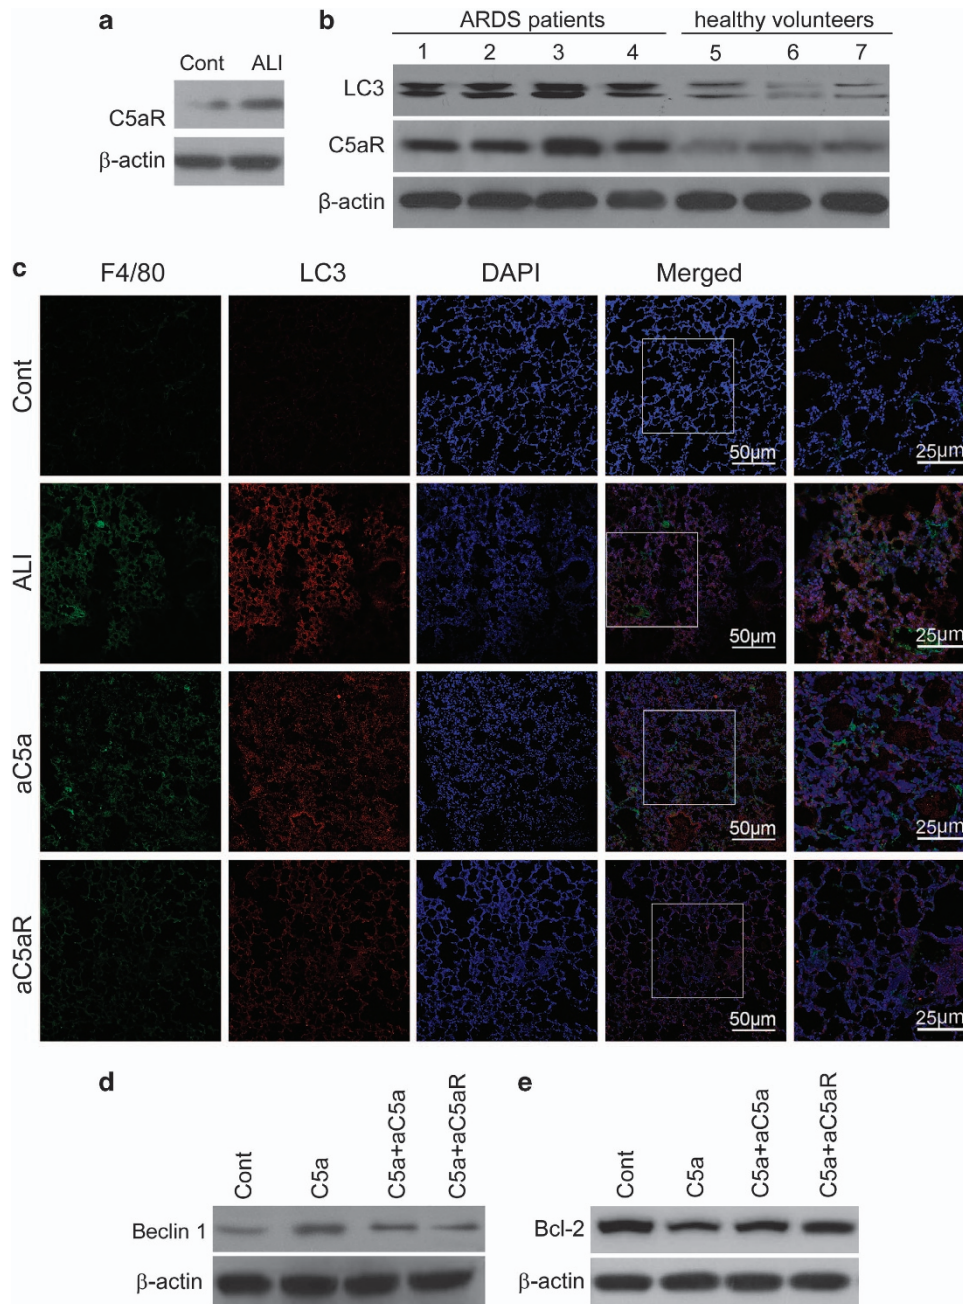 a
Cont ALI
C5aR
β-actin
b
ARDS patients healthy volunteers
1 2 3 4 5 6 7
LC3
C5aR
β-actin
c
F4/80 LC3 DAPI Merged
Cont
50µm 25µm
ALI
50µm 25µm
aC5a
50µm 25µm
aC5aR
50µm 25µm
d
Cont C5a C5a+aC5a C5a+aC5aR
Beclin 1
β-actin
e
Cont C5a C5a+aC5a C5a+aC5aR
Bcl-2
β-actin